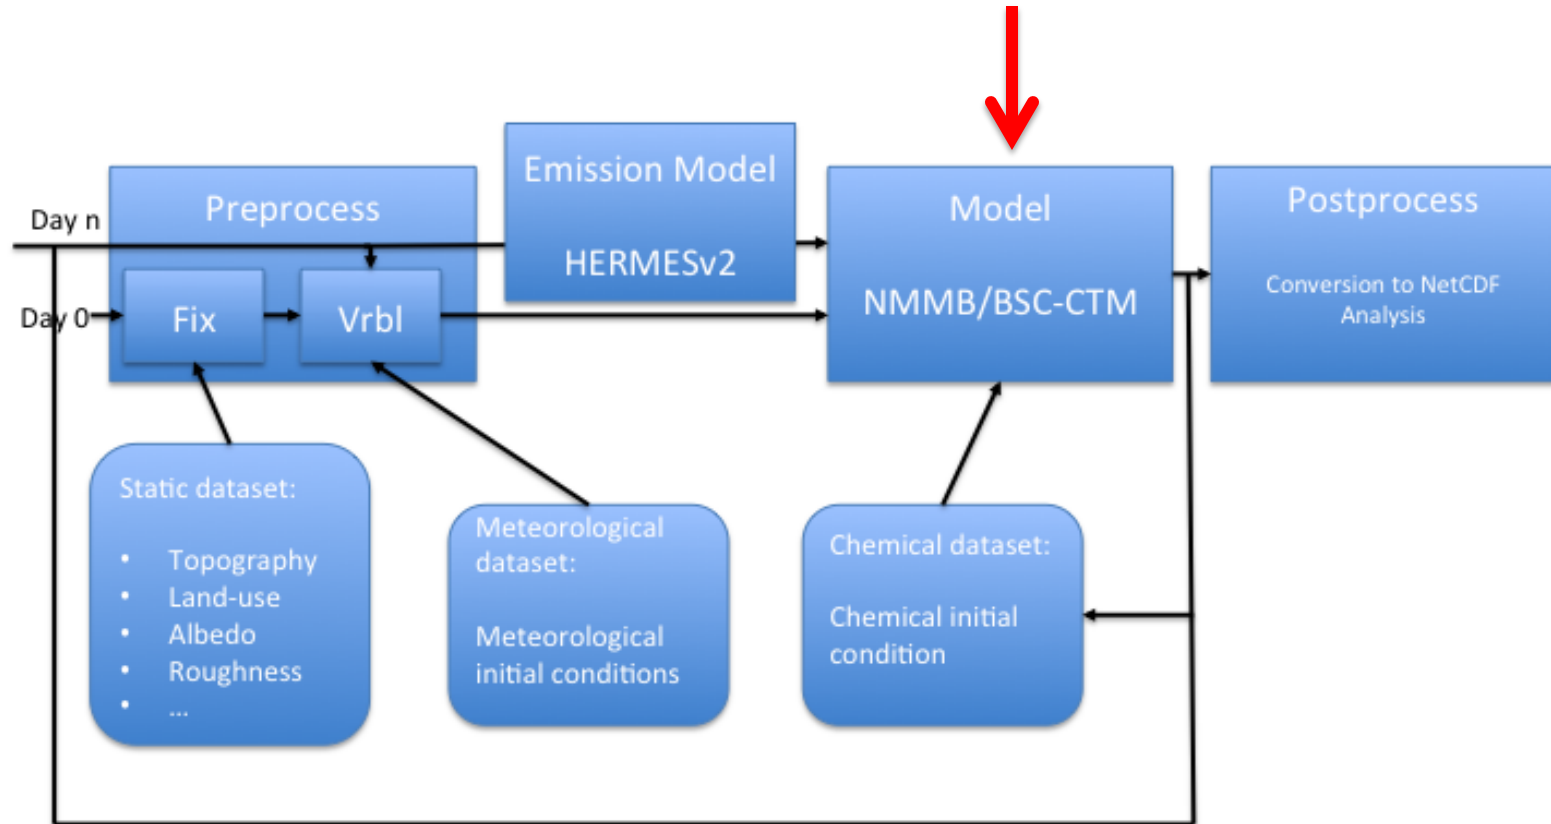 Day n
Day 0
Preprocess
Fix
Vrbl
Emission Model
HERMESv2
Model
NMMB/BSC-CTM
Postprocess
Conversion to NetCDF
Analysis
Static dataset:
• Topography
• Land-use
• Albedo
• Roughness
• ...
Meteorological
dataset:
Meteorological
initial conditions
Chemical dataset:
Chemical initial
condition